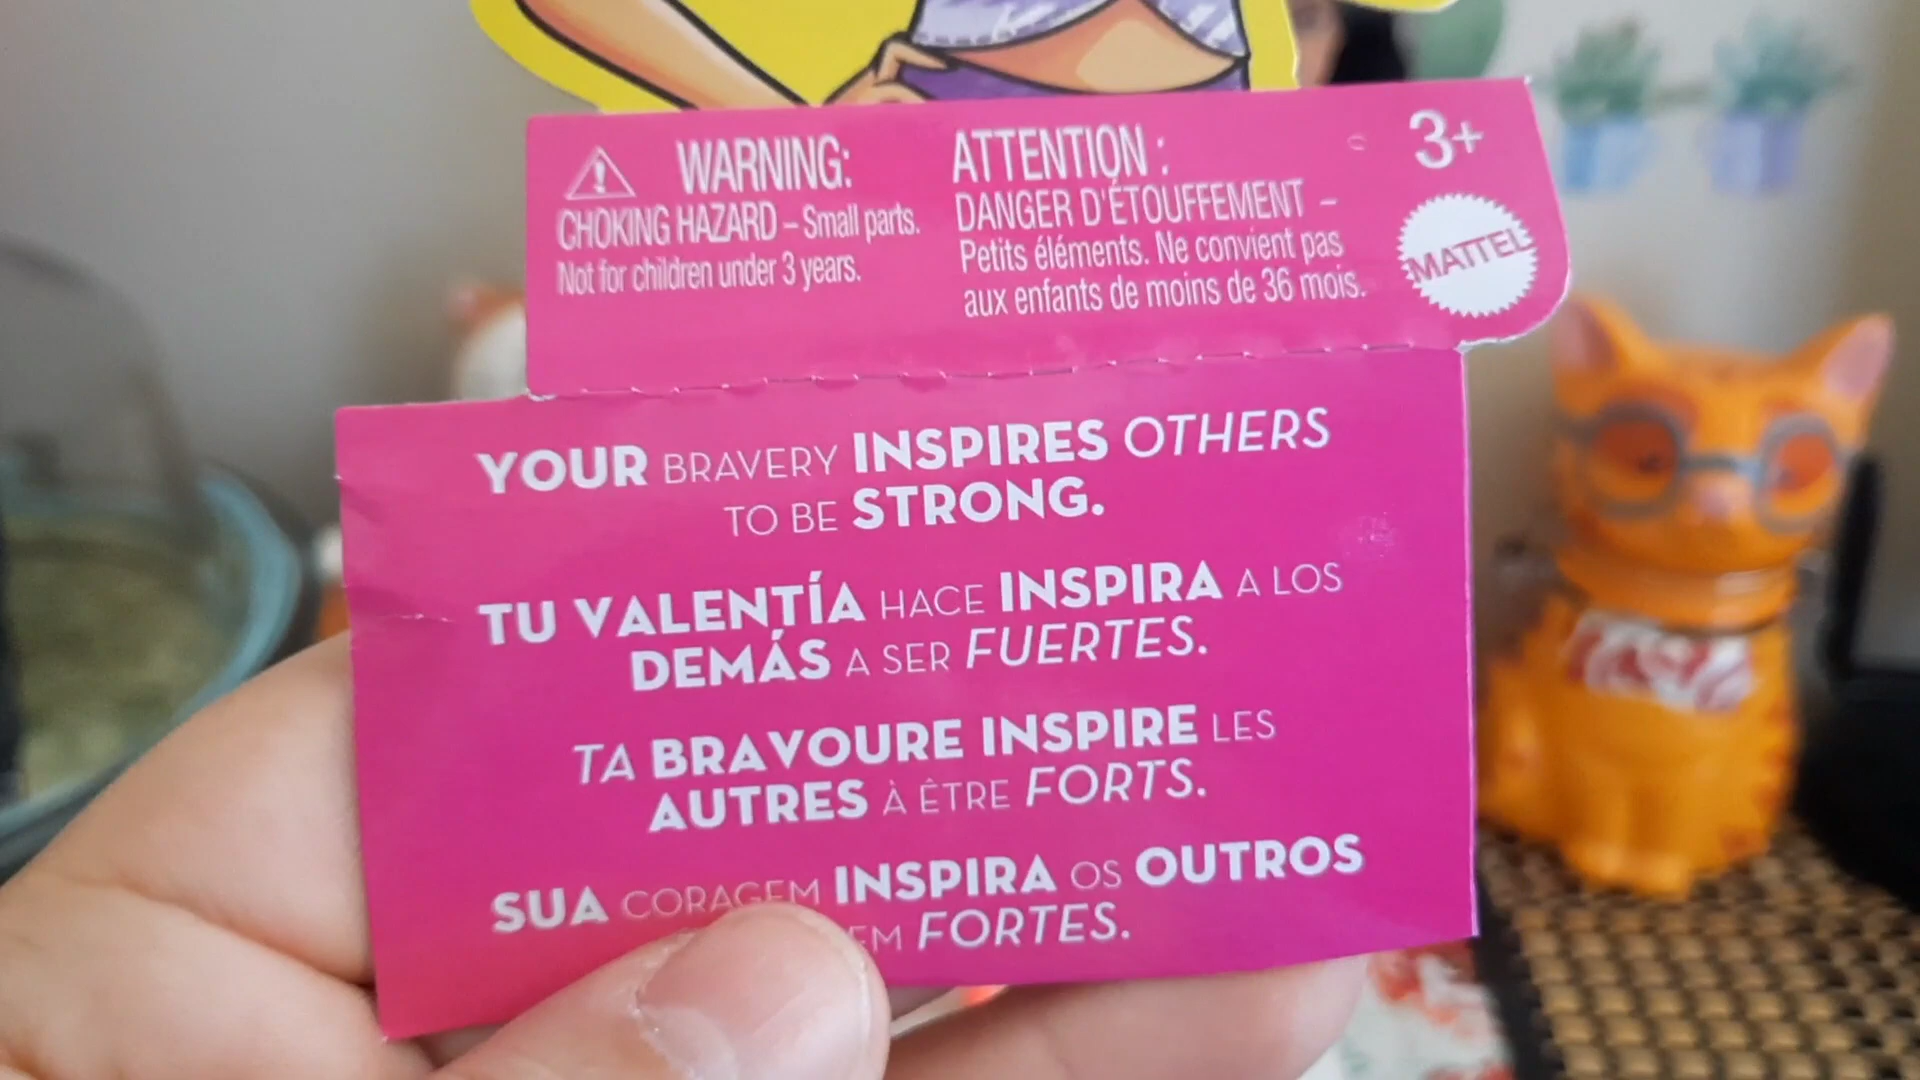 WARNING:
CHOKING HAZARD – Small parts.
Not for children under 3 years.
ATTENTION :
DANGER D'ÉTOUFFEMENT –
Petits éléments. Ne convient pas
aux enfants de moins de 36 mois.
3+
MATTEL
YOUR BRAVERY INSPIRES OTHERS
TO BE STRONG.
TU VALENTÍA HACE INSPIRA A LOS
DEMÁS A SER FUERTES.
TA BRAVOURE INSPIRE LES
AUTRES À ÊTRE FORTS.
SUA CORAGEM INSPIRA OS OUTROS
FORTES.